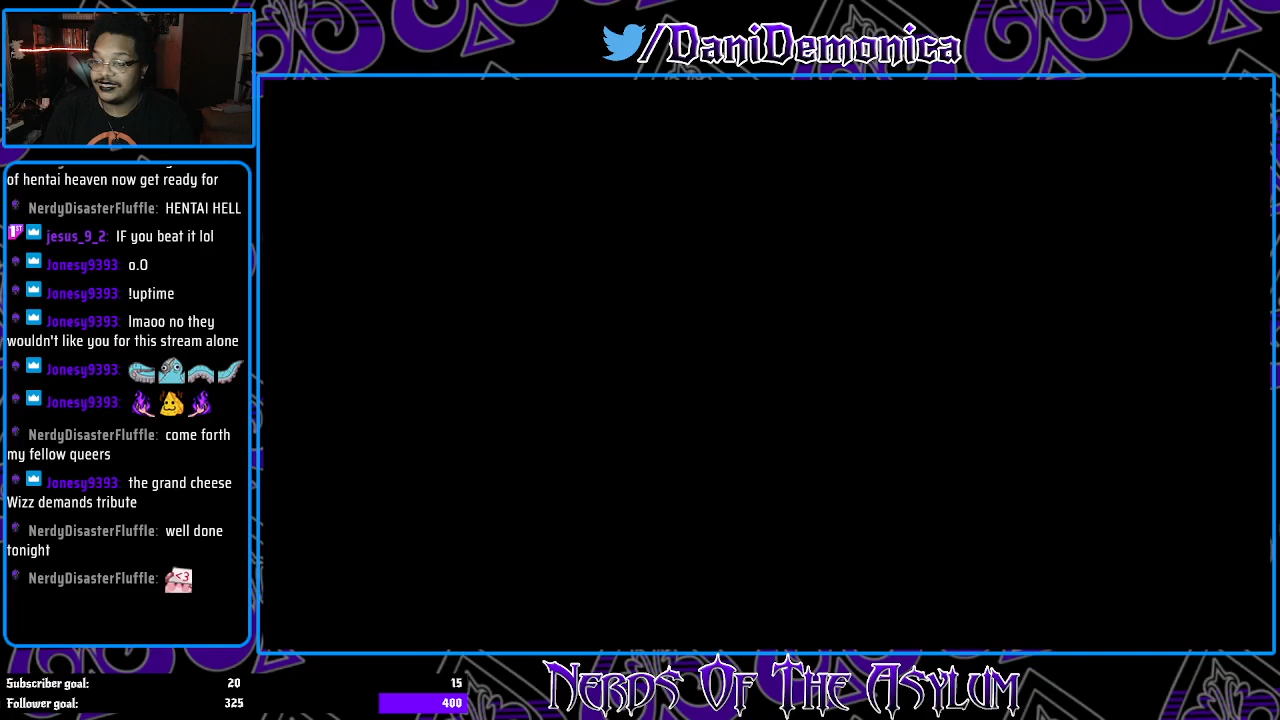 /DaniDemonica
of hentai heaven now get ready for
NerdyDisasterFluffle: HENTAI HELL
1ST jesus_9_2: IF you beat it lol
Jonesy9393: o.O
Jonesy9393: !uptime
Jonesy9393: lmaoo no they
wouldn't like you for this stream alone
Jonesy9393:
Jonesy9393:
NerdyDisasterFluffle: come forth
my fellow queers
Jonesy9393: the grand cheese
Wizz demands tribute
NerdyDisasterFluffle: well done
tonight
NerdyDisasterFluffle: <3
Subscriber goal: 20 15
Follower goal: 325 400
Nerds Of The Asylum